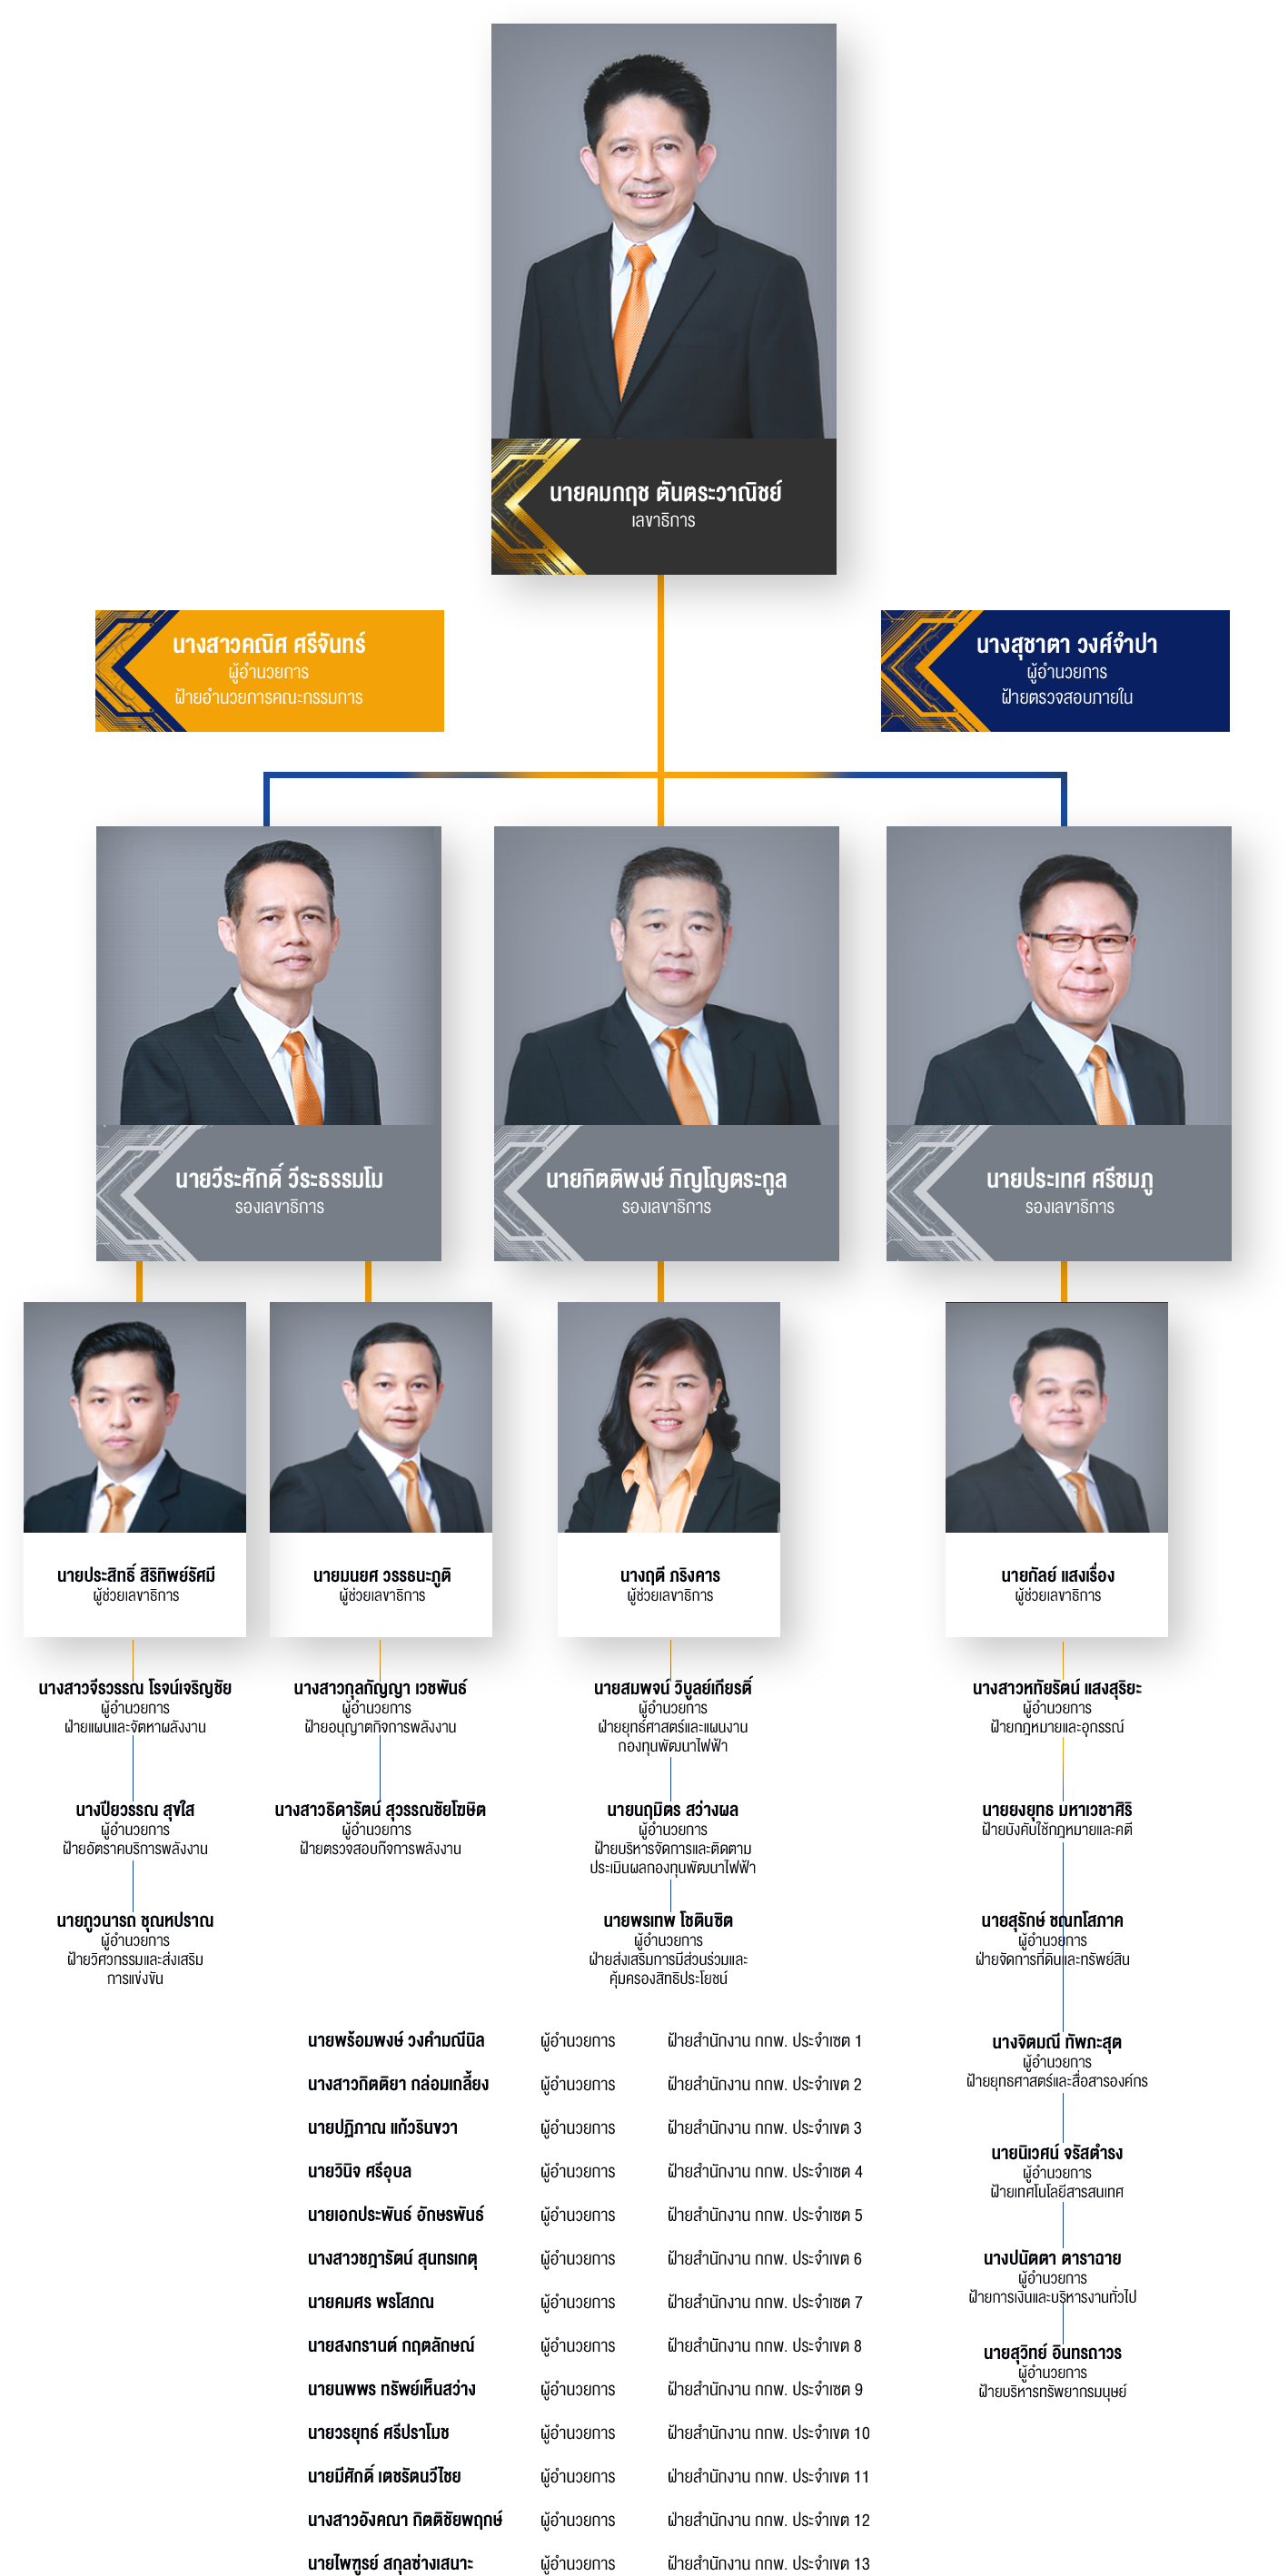 นายคมกฤช ตันตระวาณิชย์
เลขาธิการ
นางสาวคณิศ ศรีจันทร์
ผู้อำนวยการ
ฝ่ายอำนวยการคณะกรรมการ
นางสุชาตา วงศ์จำปา
ผู้อำนวยการ
ฝ้ายตรวจสอบภายใน
นายวีระศักดิ์ วีระธรรมโม
รองเลขาธิการ
นายกิตติพงษ์ ภิญโญตระกูล
รองเลขาธิการ
นายประเทศ ศรีชมภู
รองเลขาธิการ
นายประสิทธิ์ สิริทิพย์รัศมี
ผู้ช่วยเลขาธิการ
นายมนยศ วรรธนะภูติ
ผู้ช่วยเลขาธิการ
นางฤตี ภริงคาร
ผู้ช่วยเลขาธิการ
นายกัลย์ แสงเรื่อง
ผู้ช่วยเลขาธิการ
นางสาวจีรวรรณ โรจน์เจริญชัย
ผู้อำนวยการ
ฝ่ายแผนและจัตหาผลังงาน
นางปียวรรณ สุขใส
ผู้อำนวยการ
ฝ้ายอัตราคบริการพลังงาน
นายภูวนารถ ชุณหปราณ
ผู้อำนวยการ
ฝ้ายวิศวกรรมและส่งเสริม
การแข่งขัน
นางสาวกุลกัญญา เวชพันธ์
ผู้อำนวยการ
ฝ้ายอนุญาตกิจการพลังงาน
นางสาวธิดารัตน์ สุวรรณชัยโฆษิต
ผู้อำนวยการ
ฝ้ายตรวจสอบกิ๊จการพลังงาน
นายสมพจน์ วิบูลย์เกียรติ์
ผู้อำนวยการ
ฝ่ายยุทธ์ศาสตร์และแผนงาน
กองทุนพัฒนาไฟฟ้า
นายนฤมิตร สว่างผล
ผู้อำนวยการ
ฝ้ายบริหารจัดการและติดตาม
ประเมินผลกองทุนพัฒนาไฟ๊ฟ้า
นายพรเทพ โชตินซิต
ผู้อำนวยการ
ฝ่ายส่งเสริมการมีส่วนร่วมและ
คุ้มครองสิทธิประโยชน์
นางสาวหทัยรัตน์ แสงสุริยะ
ผู้อำนวยการ
ฝ้ายกฎหมายและอุทธรณ์
นายยงยุทธ มหาเวชาศิริ
ฝ้ายบังคับใช้กฎหมายและคดี
นายสุรักษ์ ชณทโสภาค
ผู้อำนวยการ
ฝ่ายจัดการที่ดินและทรัพย์สิน
นางจิตมณี ทัพภะสุต
ผู้อำนวยการ
ฝ้ายยุทธศาสตร์และสื่อสารองค์กร
นายนิเวศน์ จรัสตำรง
ผู้อำนวยการ
ฝ้ายเทศโนโลยีสารสนเทศ
นางปนัตตา ตาราฉาย
ผู้อำนวยการ
ฝ้ายการเงินและบริหารงานทั่วไป
นายสุวิทย์ อินทรถาวร
ผู้อำนวยการ
ฝ้ายบริหารทรัพยากรมนุษย์
นายพร้อมพงษ์ วงคำมณีนิล ผู้อำนวยการ ฝ้ายสำนักงาน กกพ. ประจำเซต 1
นางสาวกิตติยา กล่อมเกลี้ยง ผู้อำนวยการ ฝ้ายสำนักงาน กกพ. ประจำเขต 2
นายปฏิภาณ แก้วรินขวา ผู้อำนวยการ ฝ้ายสำนักงาน กกพ. ประจำเขต 3
นายวินิจ ศรีอุบล ผู้อำนวยการ ฝ้ายสำนักงาน กกพ. ประจำเซต 4
นายเอกประพันธ์ อักษรพันธ์ ผู้อำนวยการ ฝ้ายสำนักงาน กกพ. ประจำเซต 5
นางสาวชฎารัตน์ สุนทรเกตุ ผู้อำนวยการ ฝ้ายสำนักงาน กกพ. ประจำเขต 6
นายคมศร พรโสภณ ผู้อำนวยการ ฝ้ายสำนักงาน กกพ. ประจำเซต 7
นายสงกรานต์ กฤตลักษณ์ ผู้อำนวยการ ฝ้ายสำนักงาน กกพ. ประจำเขต 8
นายนพพร ทรัพย์เห็นสว่าง ผู้อำนวยการ ฝ้ายสำนักงาน กกพ. ประจำเซต 9
นายวรยุทธ์ ศรีปราโมช ผู้อำนวยการ ฝ้ายสำนักงาน กกพ. ประจำเขต 10
นายมีศักดิ์ เตชรัตนวิไชย ผู้อำนวยการ ฝ่ายสำนักงาน กกพ. ประจำเขต 11
นางสาวอังคณา กิตติชัยพฤกษ์ ผู้อำนวยการ ฝ่ายสำนักงาน กกพ. ประจำเขต 12
นายไพฑูรย์ สกุลช่างเสนาะ ผู้อำนวยการ ฝ้ายสำนักงาน กกพ. ประจำเขต 13